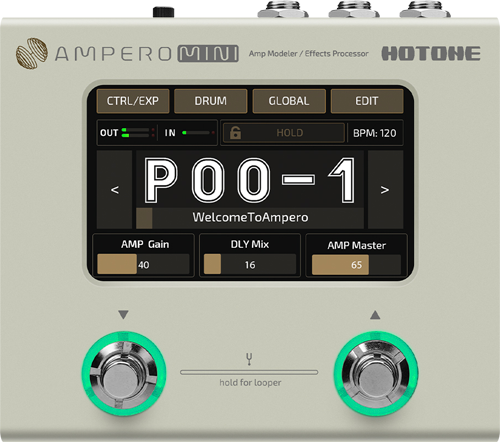 AMPERO MINI
Amp Modeler / Effects Processor
HOTONE
CTRL/EXP
DRUM
GLOBAL
EDIT
OUT
IN
HOLD
BPM: 120
<
P00-1
>
WelcomeToAmpero
AMP Gain
DLY Mix
AMP Master
40
16
65
hold for looper